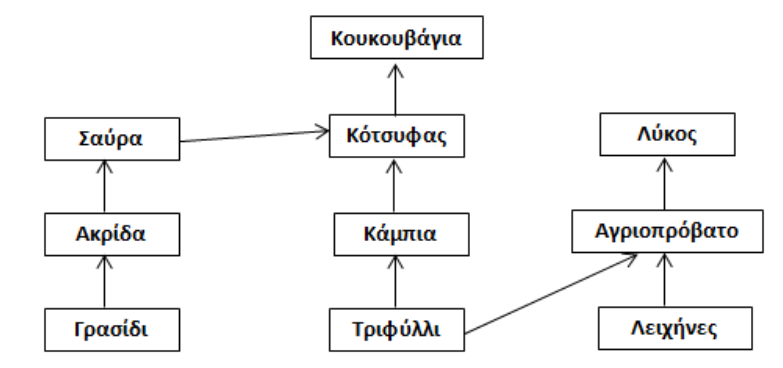 Κουκουβάγια
Σαύρα
Κότσυφας
Λύκος
Ακρίδα
Κάμπια
Αγριοπρόβατο
Γρασίδι
Τριφύλλι
Λειχήνες